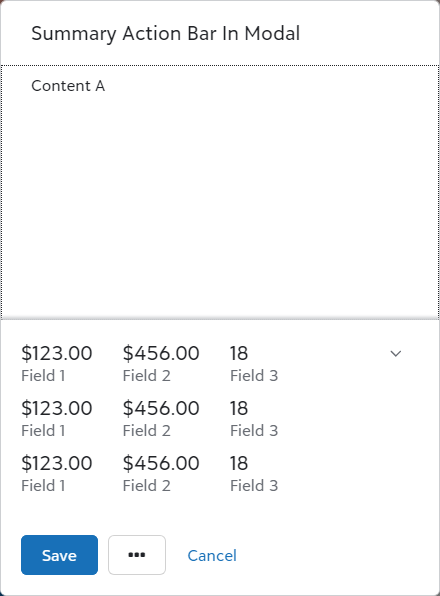 Summary Action Bar In Modal
Content A
$123.00 $456.00 18
Field 1 Field 2 Field 3
$123.00 $456.00 18
Field 1 Field 2 Field 3
$123.00 $456.00 18
Field 1 Field 2 Field 3
Save ••• Cancel